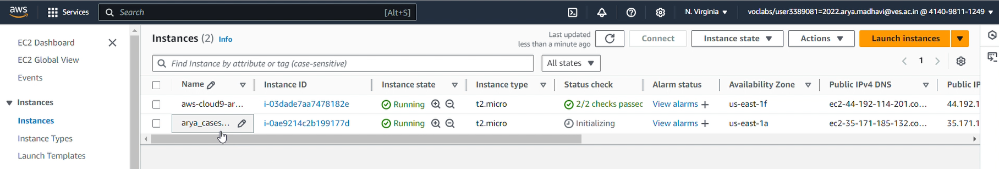 aws
Services
Search
[Alt+S]
N. Virginia
voclabs/user3389081=2022.arya.madhavi@ves.ac.in @ 4140-9811-1249
EC2 Dashboard
EC2 Global View
Events
Instances
Instances
Instance Types
Launch Templates
Instances (2) Info
Last updated
less than a minute ago
Connect
Instance state
Actions
Launch instances
Find Instance by attribute or tag (case-sensitive)
All states
1
Name Instance ID Instance state Instance type Status check Alarm status Availability Zone Public IPv4 DNS Public IP
aws-cloud9-ar... i-03dade7aa7478182e Running t2.micro 2/2 checks passec View alarms us-east-1f ec2-44-192-114-201.co... 44.192.1
arya_cases... i-0ae9214c2b199177d Running t2.micro Initializing View alarms us-east-1a ec2-35-171-185-132.co... 35.171.1